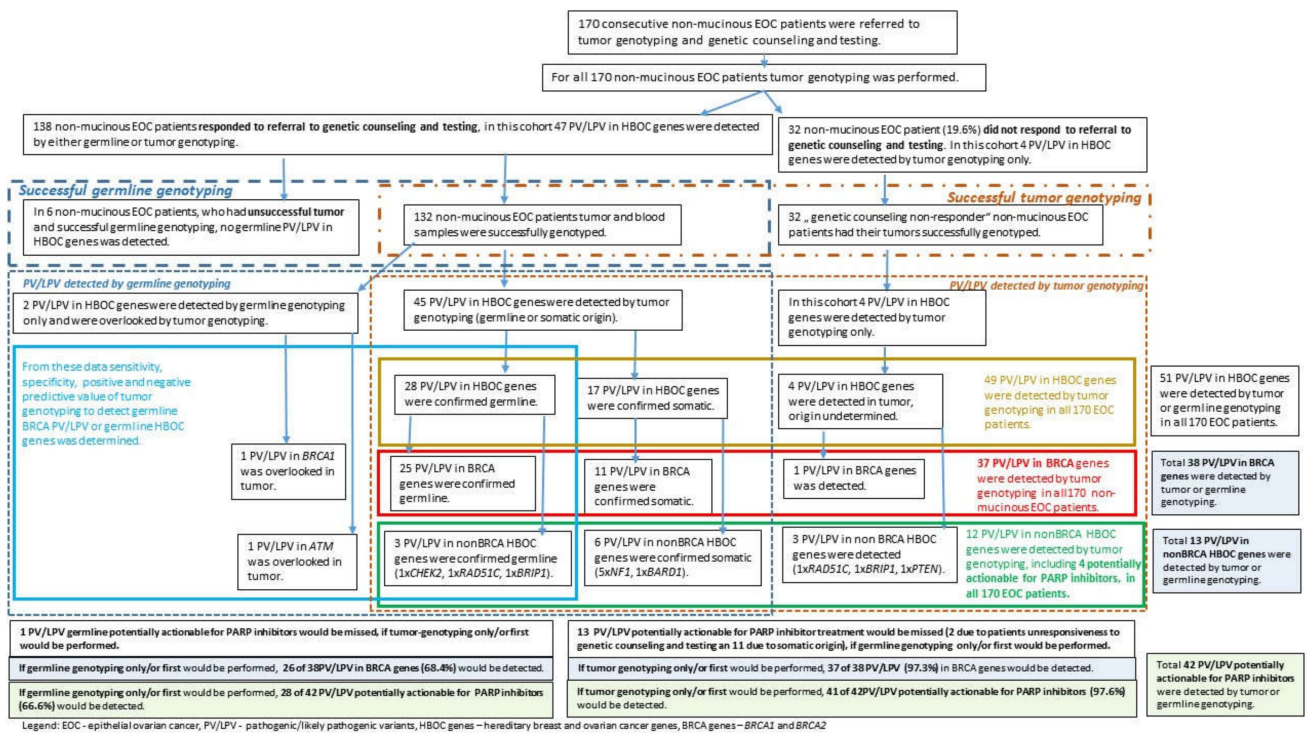 170 consecutive non-mucinous EOC patients were referred to
tumor genotyping and genetic counseling and testing.
For all 170 non-mucinous EOC patients tumor genotyping was performed.
138 non-mucinous EOC patients responded to referral to genetic counseling and testing, in this cohort 47 PV/LPV in HBOC genes were detected
by either germline or tumor genotyping.
32 non-mucinous EOC patient (19.6%) did not respond to referral to
genetic counseling and testing. In this cohort 4 PV/LPV in HBOC
genes were detected by tumor genotyping only.
Successful germline genotyping
Successful tumor genotyping
In 6 non-mucinous EOC patients, who had unsuccessful tumor
and successful germline genotyping, no germline PV/LPV in
HBOC genes was detected.
132 non-mucinous EOC patients tumor and blood
samples were successfully genotyped.
32 „ genetic counseling non-responder“ non-mucinous EOC
patients had their tumors successfully genotyped.
PV/LPV detected by germline genotyping
PV/LPV detected by tumor genotyping
2 PV/LPV in HBOC genes were detected by germline genotyping
only and were overlooked by tumor genotyping.
45 PV/LPV in HBOC genes were detected by tumor
genotyping (germline or somatic origin).
In this cohort 4 PV/LPV in HBOC
genes were detected by tumor
genotyping only.
From these data sensitivity,
specificity, positive and negative
predictive value of tumor
genotyping to detect germline
BRCA PV/LPV or germline HBOC
genes was determined.
28 PV/LPV in HBOC genes
were confirmed germline.
17 PV/LPV in HBOC genes
were confirmed somatic.
4 PV/LPV in HBOC genes
were detected in tumor,
origin undetermined.
49 PV/LPV in HBOC genes
were detected by tumor
genotyping in all 170 EOC
patients.
51 PV/LPV in HBOC genes
were detected by tumor
or germline genotyping
in all 170 EOC patients.
1 PV/LPV in BRCA1
was overlooked in
tumor.
25 PV/LPV in BRCA
genes were confirmed
germline.
11 PV/LPV in BRCA
genes were
confirmed somatic.
1 PV/LPV in BRCA genes
was detected.
37 PV/LPV in BRCA genes
were detected by tumor
genotyping in all 170 non-
mucinous EOC patients.
Total 38 PV/LPV in BRCA
genes were detected by
tumor or germline
genotyping.
1 PV/LPV in ATM
was overlooked in
tumor.
3 PV/LPV in nonBRCA HBOC
genes were confirmed germline
(1xCHEK2, 1xRAD51C, 1xBRIP1).
6 PV/LPV in nonBRCA HBOC
genes were confirmed somatic
(5xNF1, 1xBARD1).
3 PV/LPV in non BRCA HBOC
genes were detected
(1xRAD51C, 1xBRIP1, 1xPTEN).
12 PV/LPV in nonBRCA HBOC
genes were detected by tumor
genotyping, including 4 potentially
actionable for PARP inhibitors, in
all 170 EOC patients.
Total 13 PV/LPV in
nonBRCA HBOC genes were
detected by tumor or
germline genotyping.
1 PV/LPV germline potentially actionable for PARP inhibitors would be missed, if tumor-genotyping only/or first
would be performed.
13 PV/LPV potentially actionable for PARP inhibitor treatment would be missed (2 due to patients unresponsiveness to
genetic counseling and testing an 11 due to somatic origin), if germline genotyping only/or first would be performed.
If germline genotyping only/or first would be performed, 26 of 38PV/LPV in BRCA genes (68.4%) would be detected.
If tumor genotyping only/or first would be performed, 37 of 38 PV/LPV (97.3%) in BRCA genes would be detected.
If germline genotyping only/or first would be performed, 28 of 42 PV/LPV potentially actionable for PARP inhibitors
(66.6%) would be detected.
If tumor genotyping only/or first would be performed, 41 of 42PV/LPV potentially actionable for PARP inhibitors (97.6%)
would be detected.
Total 42 PV/LPV potentially
actionable for PARP inhibitors
were detected by tumor or
germline genotyping.
Legend: EOC - epithelial ovarian cancer, PV/LPV - pathogenic/likely pathogenic variants, HBOC genes – hereditary breast and ovarian cancer genes, BRCA genes – BRCA1 and BRCA2